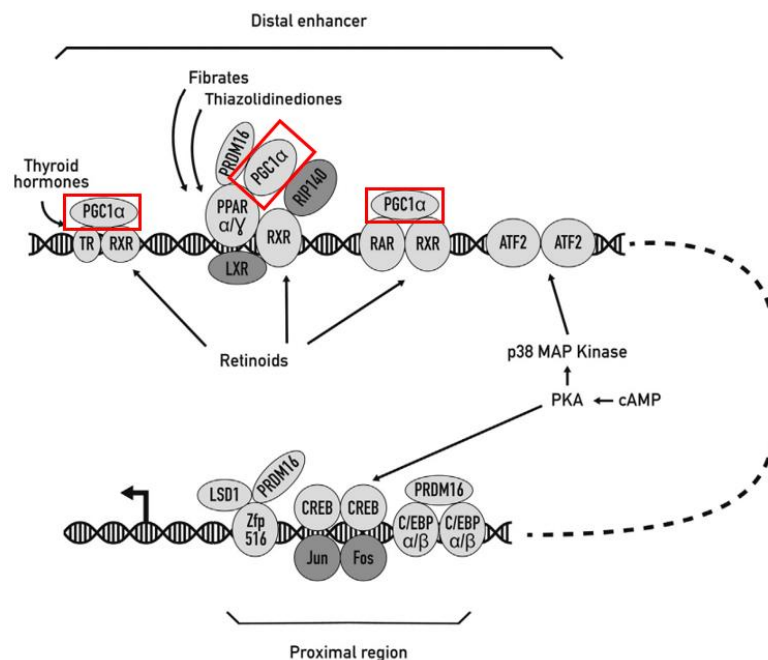 Distal enhancer
Fibrates
Thiazolidinediones
PRDM16
PGC1α
RIP140
Thyroid
hormones
PGC1α
TR
RXR
PPAR
α/γ
RXR
LXR
PGC1α
RAR
RXR
ATF2
ATF2
Retinoids
p38 MAP Kinase
PKA
cAMP
LSD1
PRDM16
Zfp
516
CREB
CREB
Jun
Fos
PRDM16
C/EBP
α/β
C/EBP
α/β
Proximal region